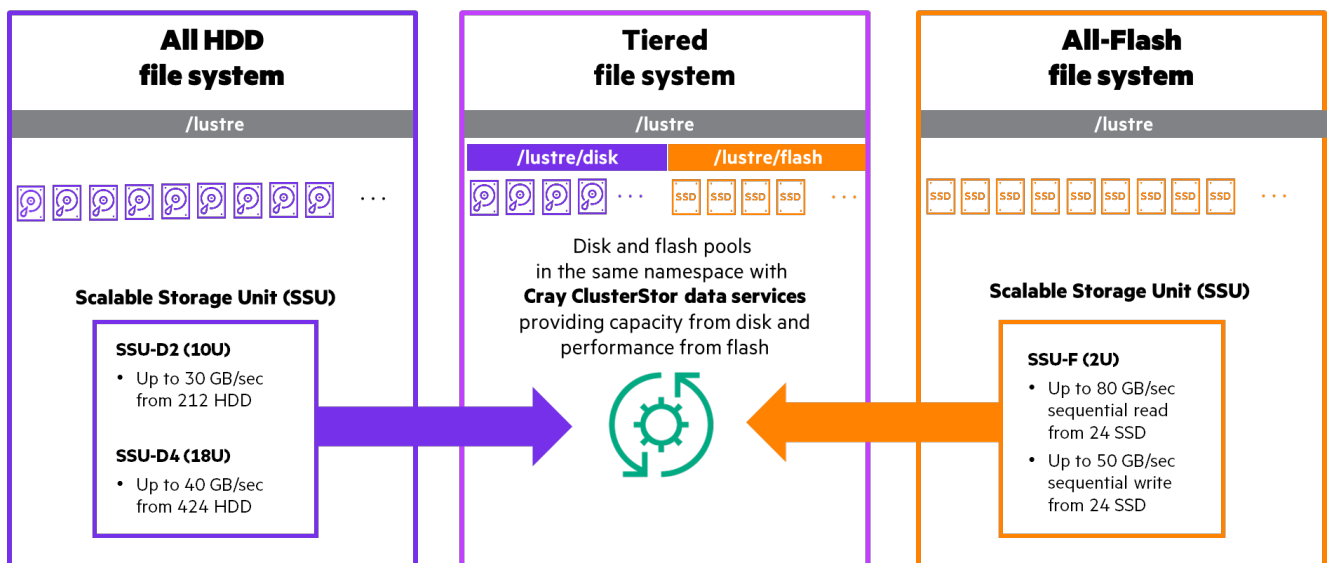 All HDD
file system
/lustre
. . .
Scalable Storage Unit (SSU)
SSU-D2 (10U)
• Up to 30 GB/sec
from 212 HDD
SSU-D4 (18U)
• Up to 40 GB/sec
from 424 HDD
Tiered
file system
/lustre
/lustre/disk
/lustre/flash
. . .
SSD SSD SSD SSD . . .
Disk and flash pools
in the same namespace with
Cray ClusterStor data services
providing capacity from disk and
performance from flash
All-Flash
file system
/lustre
SSD SSD SSD SSD SSD SSD SSD SSD SSD . . .
Scalable Storage Unit (SSU)
SSU-F (2U)
• Up to 80 GB/sec
sequential read
from 24 SSD
• Up to 50 GB/sec
sequential write
from 24 SSD